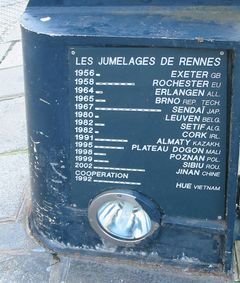 LES JUMELAGES DE RENNES
1956 EXETER GB
1958 ROCHESTER EU
1964 ERLANGEN ALL.
1965 BRNO REP. TECH.
1967 SENDAÏ JAP.
1980 LEUVEN BELG.
1982 SETIF ALG.
1982 CORK IRL.
1991 ALMATY KAZAKH.
1995 PLATEAU DOGON MALI
1998 POZNAN POL.
1999 SIBIU ROU.
2002 JINAN CHINE
COOPERATION
1992 HUE VIETNAM